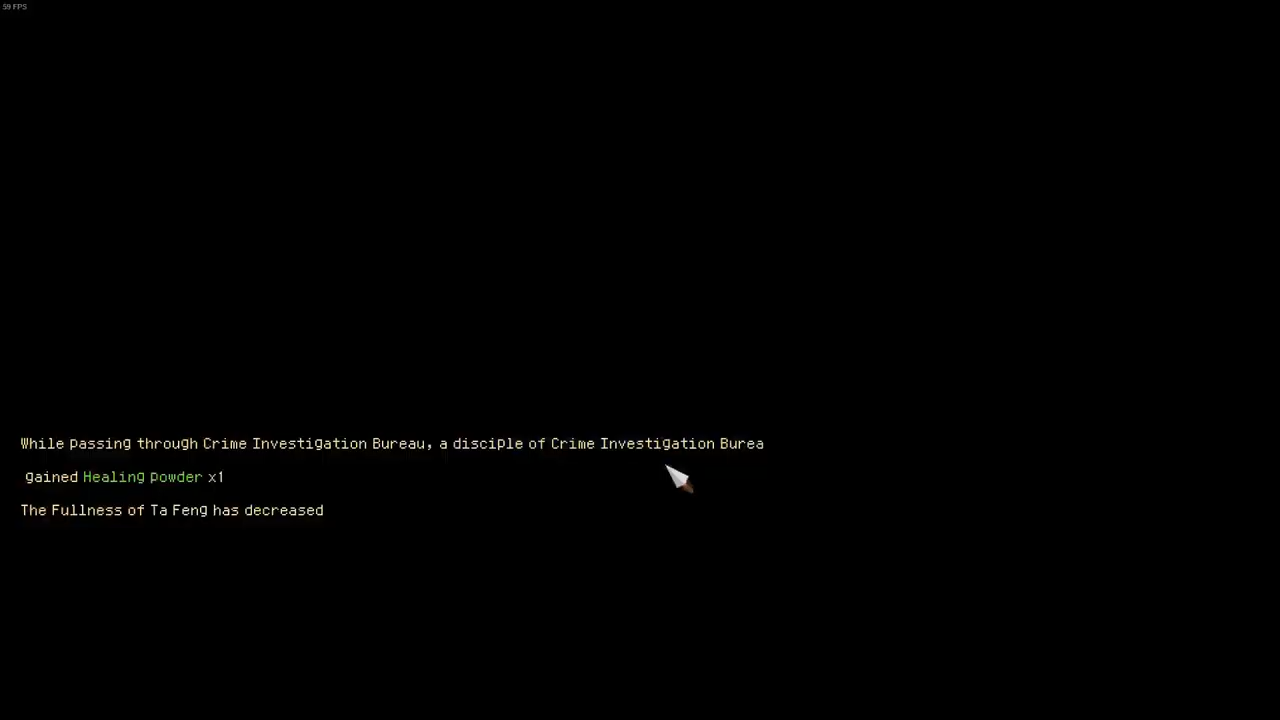 59 FPS
While passing through Crime Investigation Bureau, a disciple of Crime Investigation Burea
gained Healing powder x1
The Fullness of Ta Feng has decreased